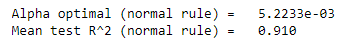 Alpha optimal (normal rule) =   5.2233e-03
Mean test R^2 (normal rule) =   0.910